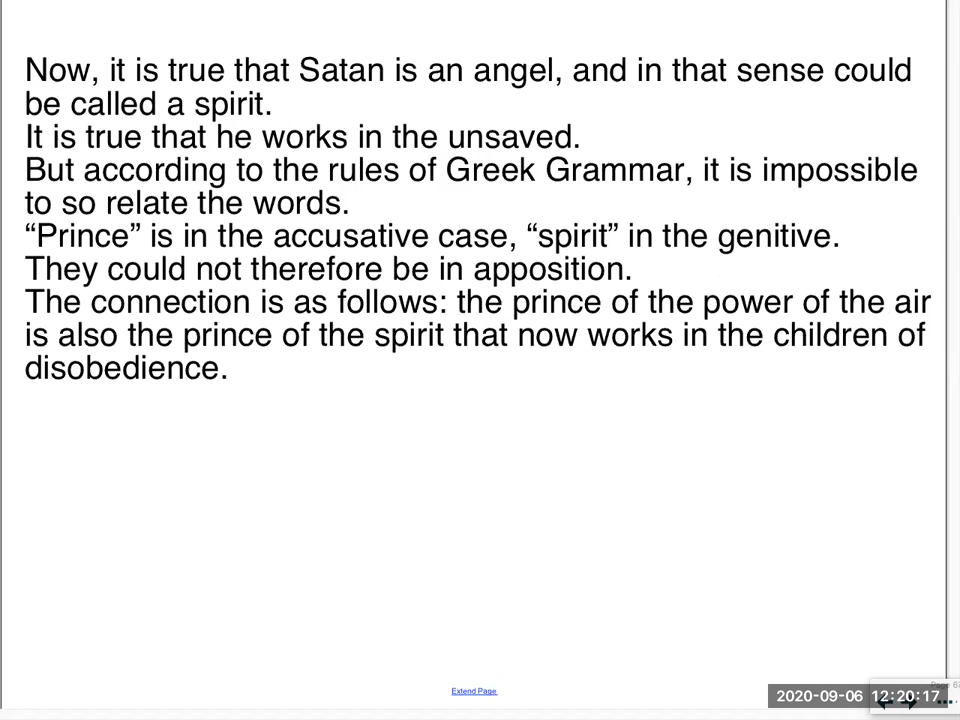 Now, it is true that Satan is an angel, and in that sense could
be called a spirit.
It is true that he works in the unsaved.
But according to the rules of Greek Grammar, it is impossible
to so relate the words.
“Prince” is in the accusative case, “spirit” in the genitive.
They could not therefore be in apposition.
The connection is as follows: the prince of the power of the air
is also the prince of the spirit that now works in the children of
disobedience.
Extend Page
2020-09-06 12:20:17